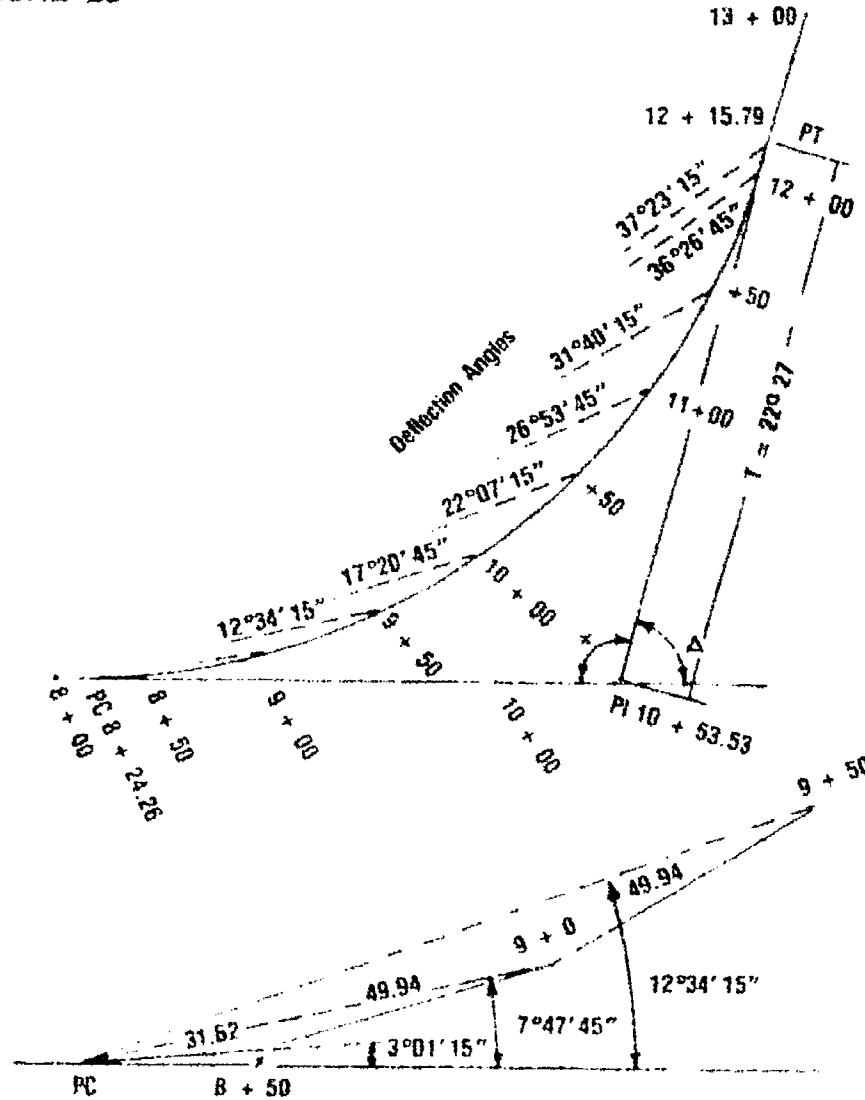 13 + 00
12 + 15.79
PT
12 + 00
37°23'15"
36°26'45"
+50
31°40'15"
Deflection Angles
26°53'45"
11+00
T = 22º 27
22°07'15"
+50
17°20'45"
10 + 00
12°34'15"
9 + 50
×
Δ
8 + 00
PC 8 + 24.26
8 + 50
9 + 00
10 + 00
PI 10 + 53.53
9 + 50
49.94
9 + 0
49.94
12°34'15"
31.62
7°47'45"
3°01'15"
PC
8 + 50